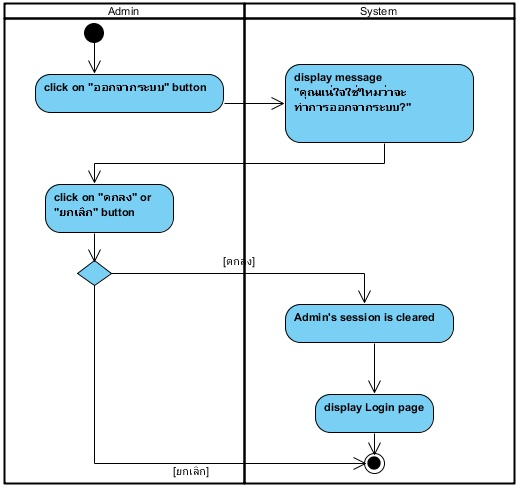 Admin
System
click on "ออกจากระบบ" button
display message
"คุณแน่ใจใช่ไหมว่าจะ
ทำการออกจากระบบ?"
click on "ตกลง" or
"ยกเลิก" button
[ตกลง]
Admin's session is cleared
display Login page
[ยกเลิก]